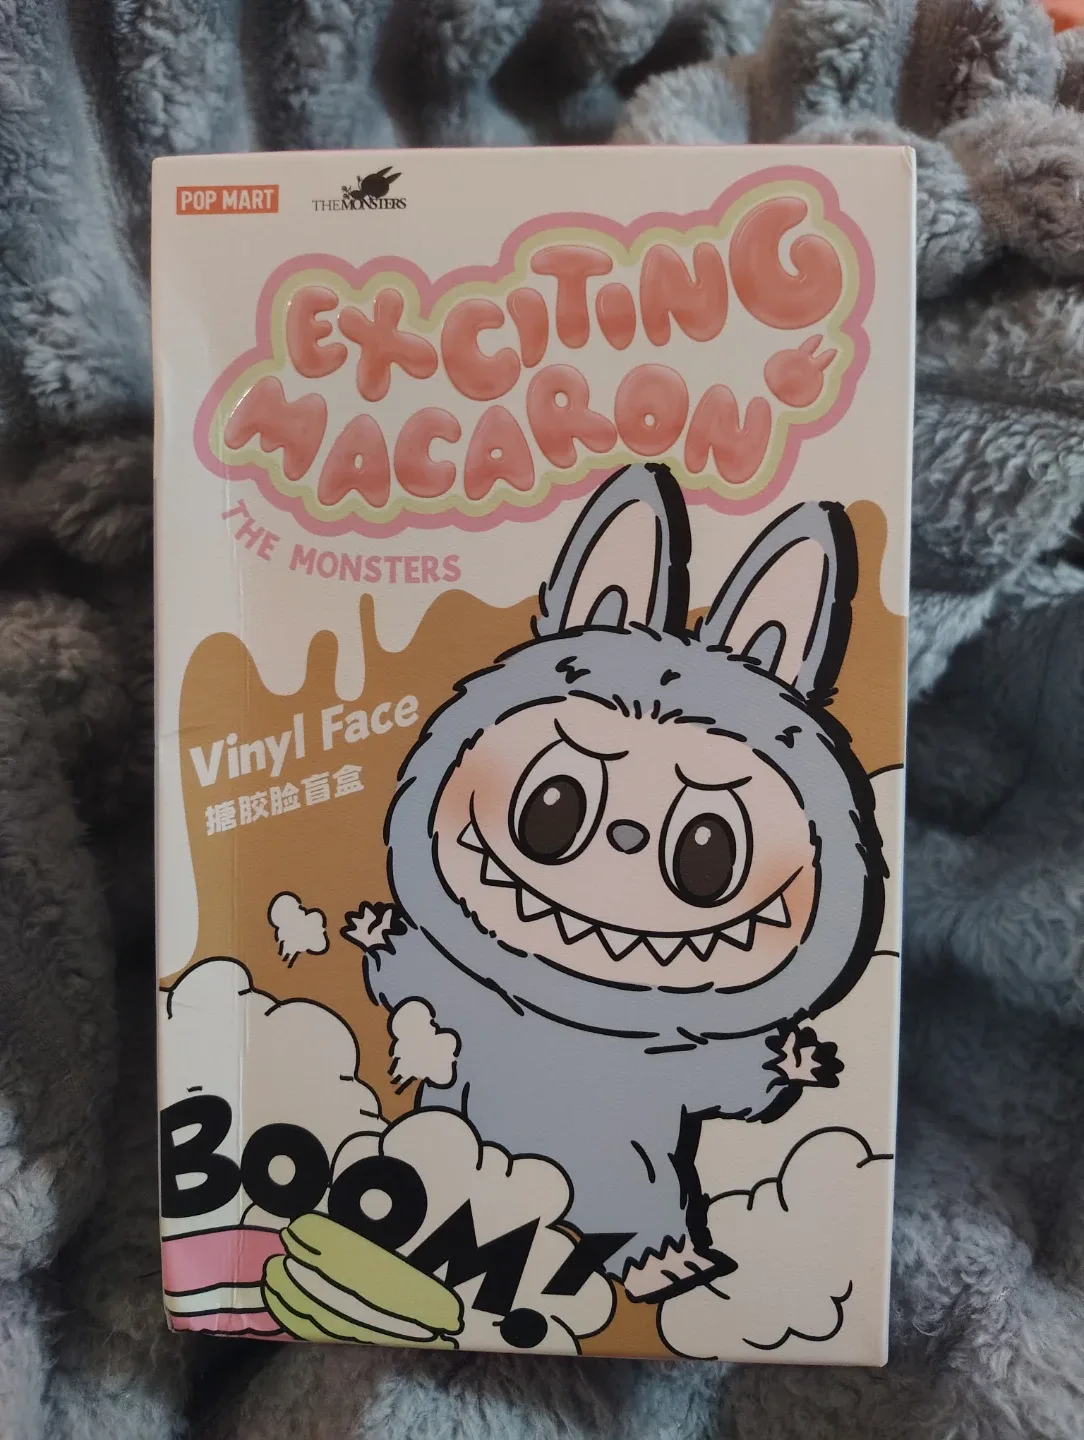 POP MART
THE MONSTERS
EXCITING
MACARON
THE MONSTERS
Vinyl Face
搪胶脸盲盒
BOOM!